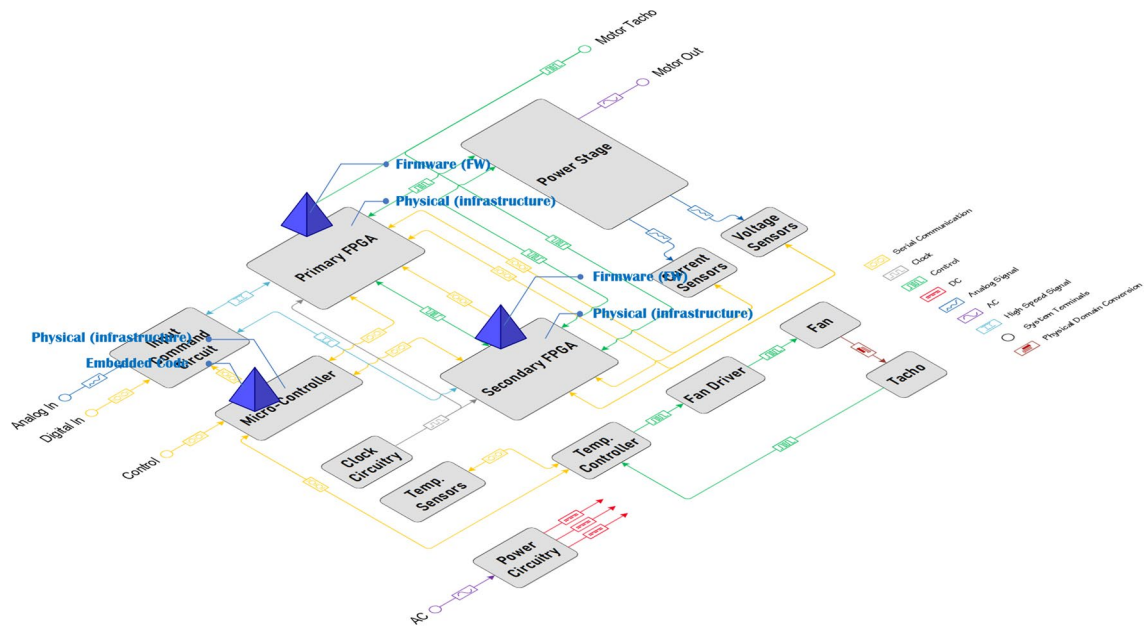 Motor Tacho
Motor Out
Power Stage
Firmware (FW)
Physical (infrastructure)
Primary FPGA
Voltage
Sensors
Current
Sensors
Firmware (FW)
Physical (infrastructure)
Secondary FPGA
Physical (infrastructure)
Input
Command
Circuit
Embedded Code
Micro-Controller
Analog In
Digital In
Control
Clock
Circuitry
Temp.
Sensors
Temp.
Controller
Fan Driver
Fan
Tacho
Power
Circuitry
AC
Serial Communication
Clock
Control
DC
Analog Signal
AC
High Speed Signal
System Terminals
Physical Domain Conversion